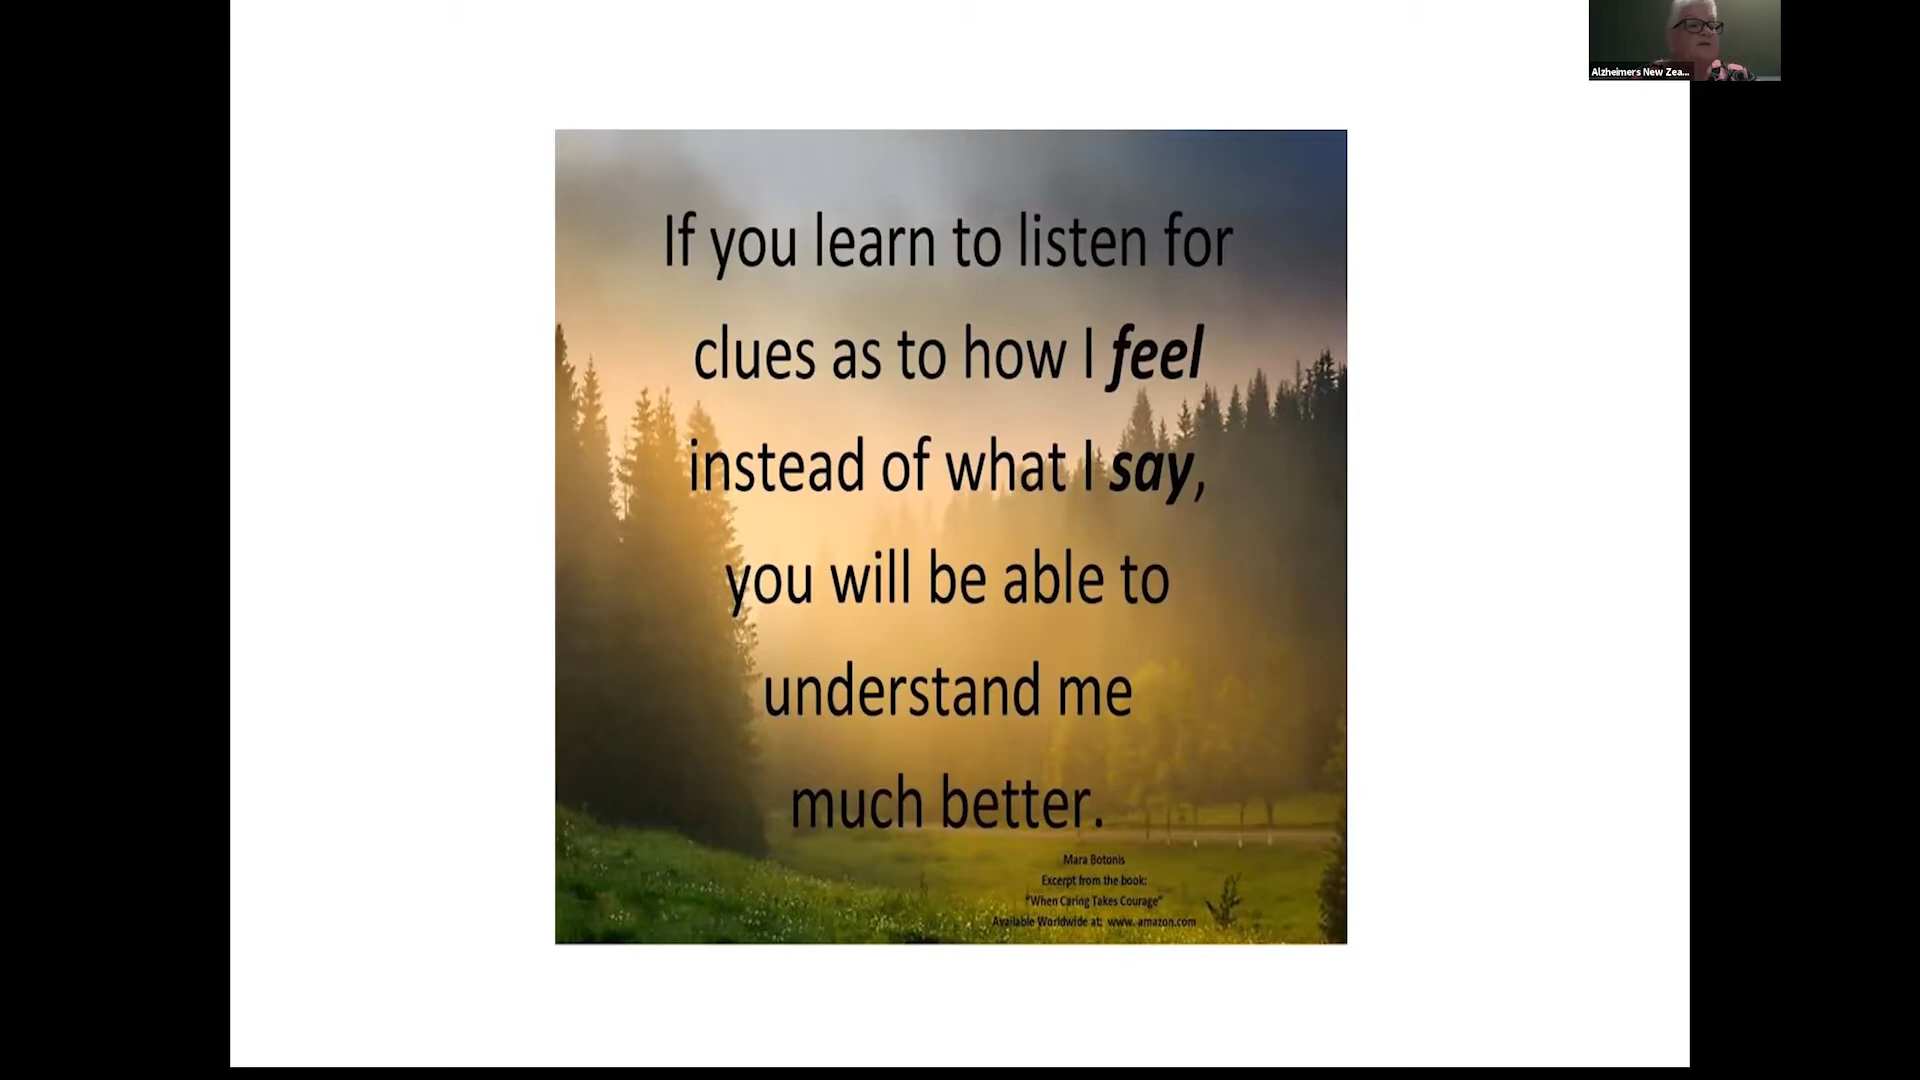 Alzheimers New Zea...
If you learn to listen for
clues as to how I feel
instead of what I say,
you will be able to
understand me
much better.
Mara Botonis
Excerpt from the book:
"When Caring Takes Courage"
Available Worldwide at: www. amazon.com